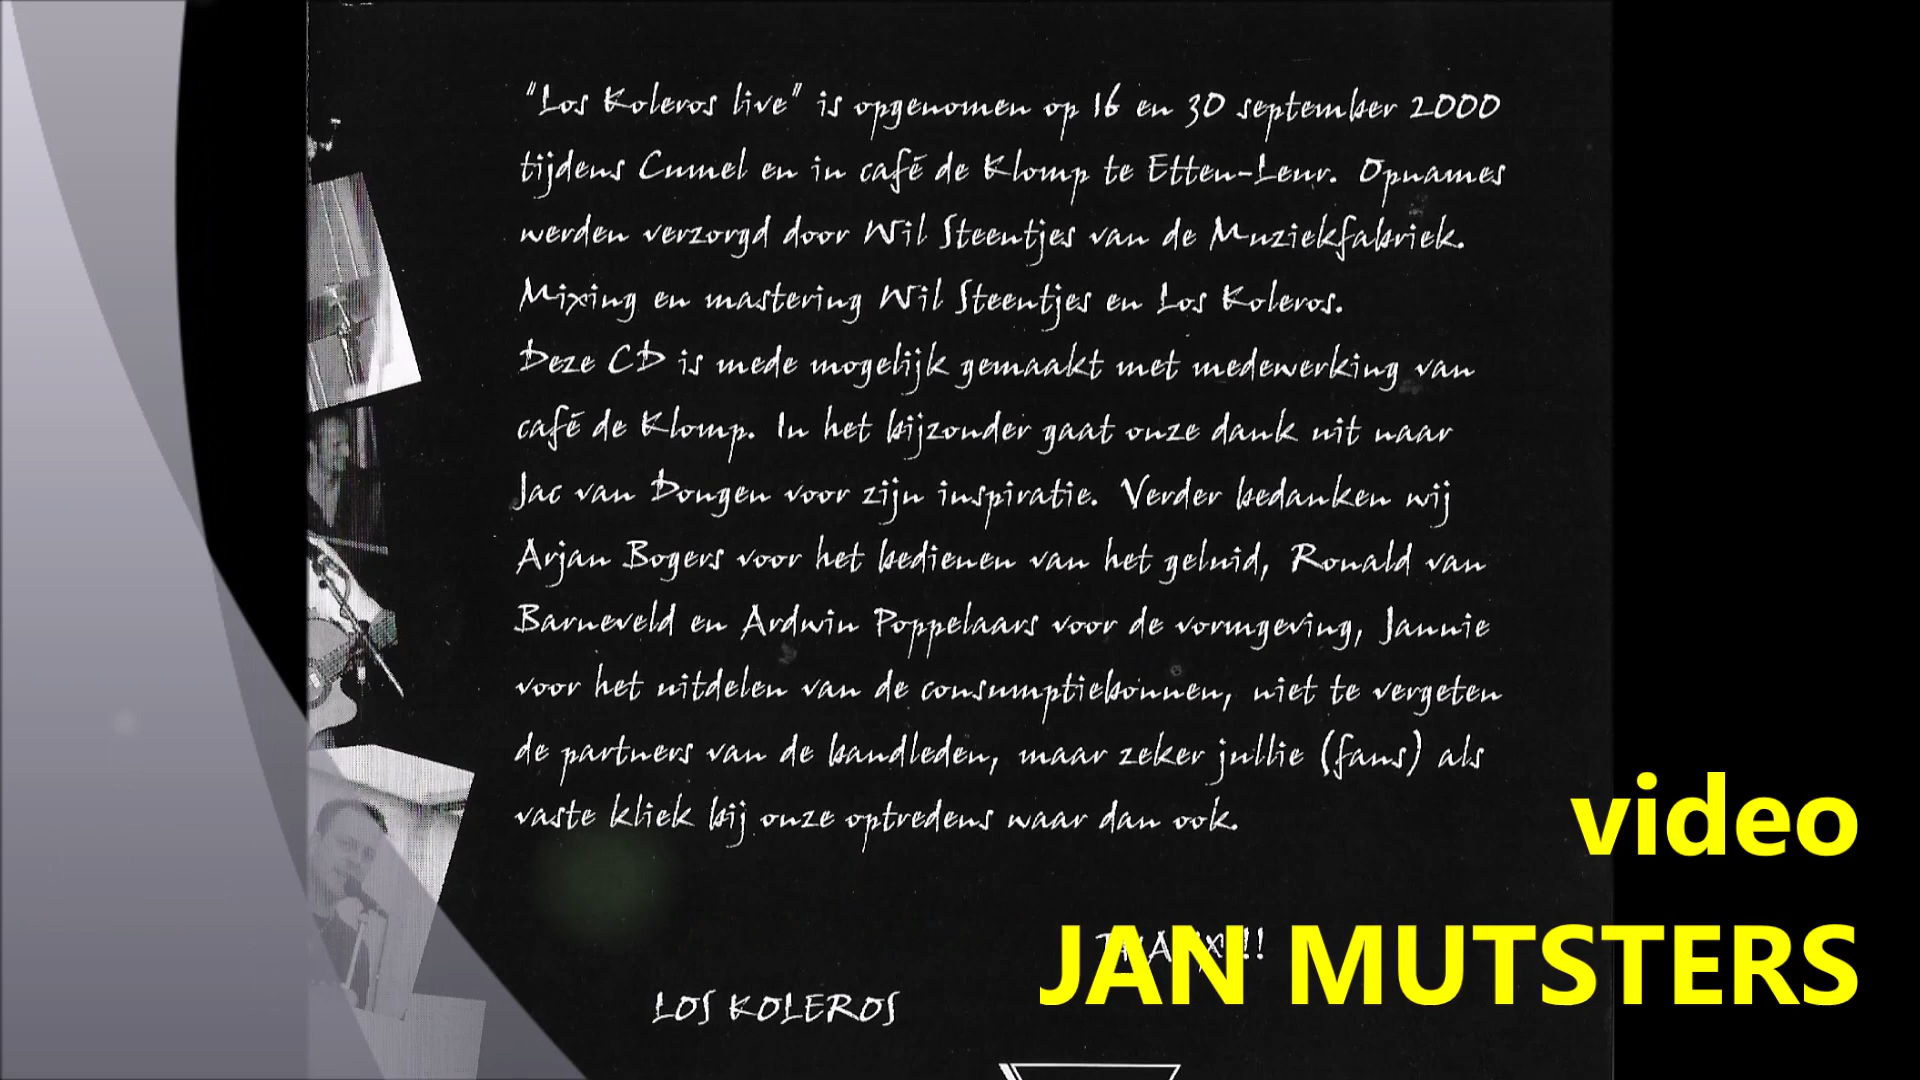 "Los Koleros live" is opgenomen op 16 en 30 september 2000
tijdens Cumel en in café de Klomp te Etten-Leur. Opnames
werden verzorgd door Wil Steentjes van de Muziekfabriek.
Mixing en mastering Wil Steentjes en Los Koleros.
Deze CD is mede mogelijk gemaakt met medewerking van
café de Klomp. In het bijzonder gaat onze dank uit naar
Jac van Dongen voor zijn inspiratie. Verder bedanken wij
Arjan Bogers voor het bedienen van het geluid, Ronald van
Barneveld en Ardwin Poppelaars voor de vormgeving, Jannie
voor het uitdelen van de consumptiebonnen, niet te vergeten
de partners van de bandleden, maar zeker jullie (fans) als
vaste kliek bij onze optredens waar dan ook.
LOS KOLEROS
video
JAN MUTSTERS